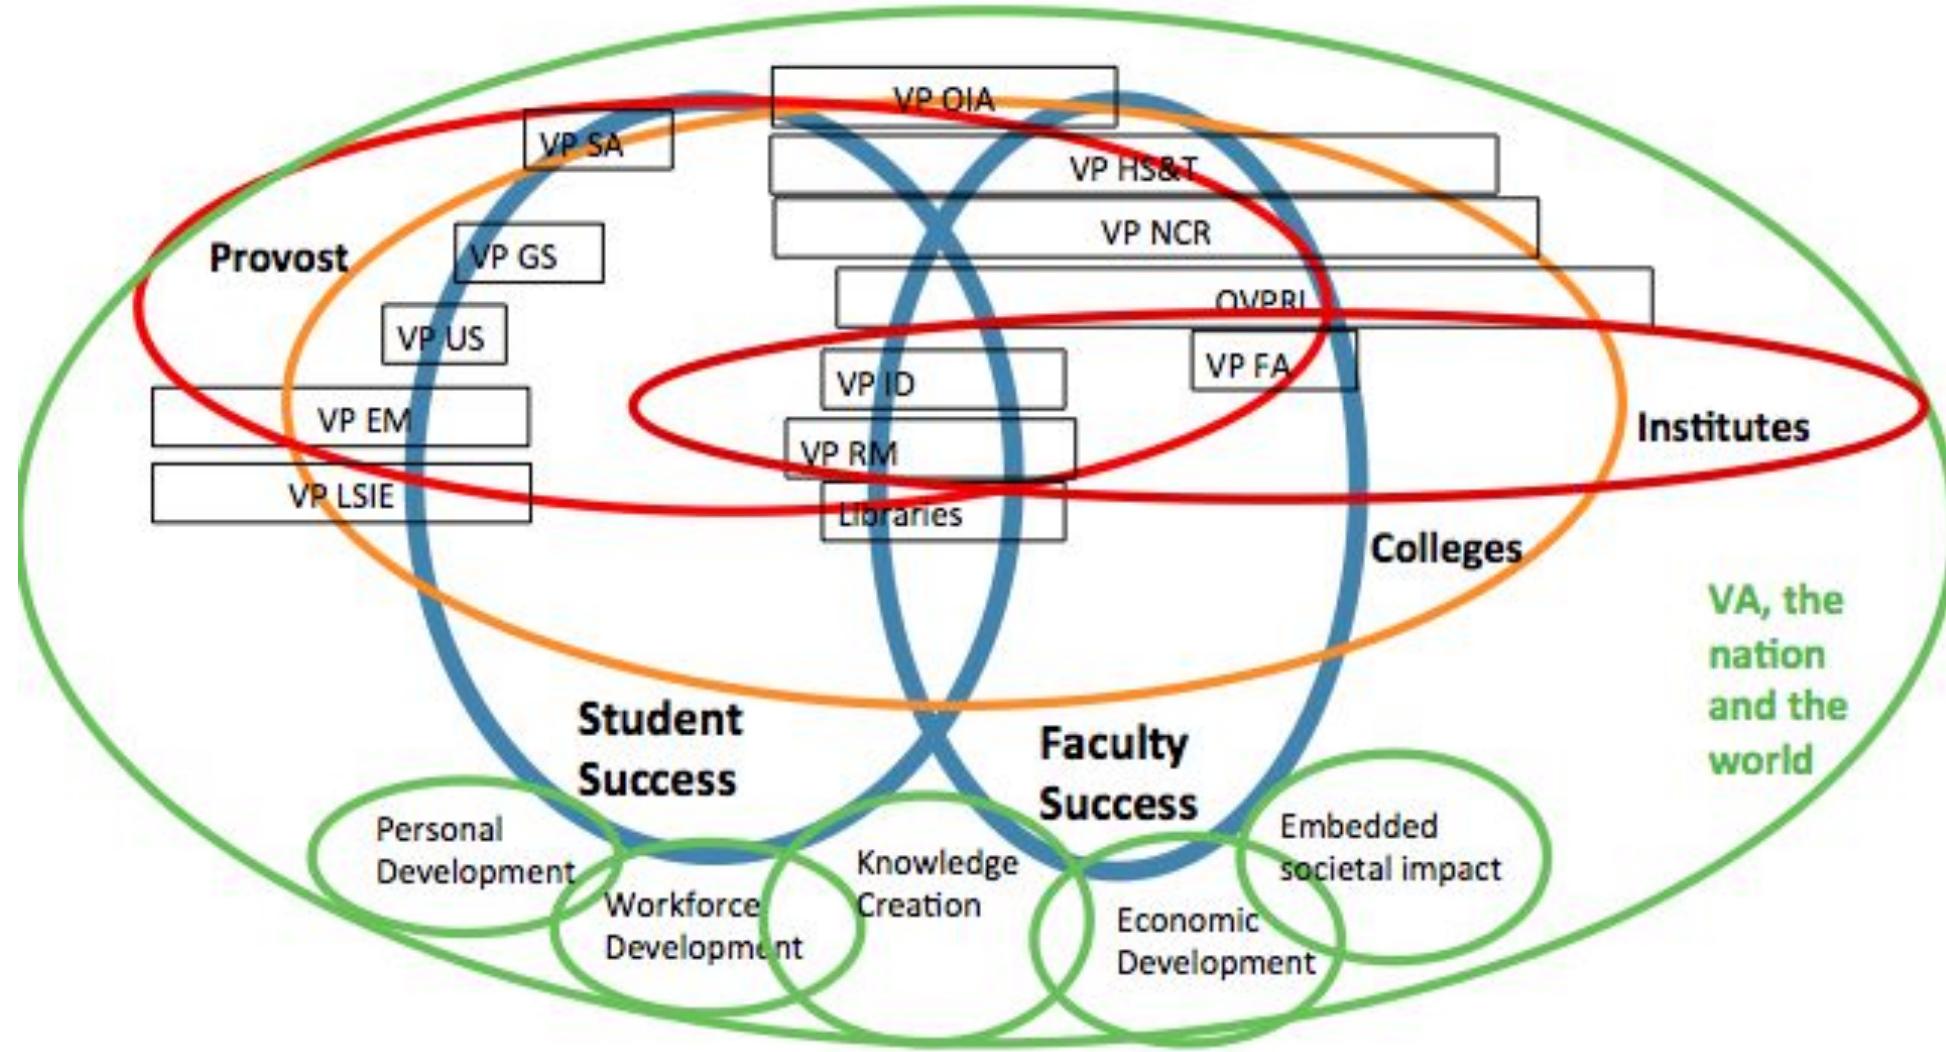 VP OIA
VP SA
VP HS&T
VP NCR
Provost
VP GS
OVPRI
VP US
VP FA
VP ID
VP EM
Institutes
VP RM
VP LSIE
Libraries
Colleges
VA, the
nation
and the
world
Student
Success
Faculty
Success
Personal
Development
Workforce
Development
Knowledge
Creation
Economic
Development
Embedded
societal impact